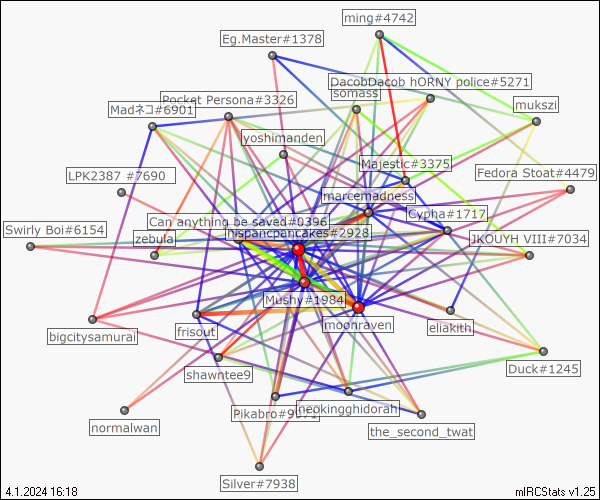 ming#4742
Eg.Master#1378
DacobDacob hORNY police#5271
somass
Pocket Persona#3326
Madネコ#6901
mukszi
yoshimanden
Majestic#3375
LPK2387 #7690
Fedora Stoat#4479
marcemadness
Cypha#1717
Can anything be saved#0396
Swirly Boi#6154
hispancpancakes#2928
zebula
JKOUYH VIII#7034
Mushy#1984
moonraven
eliakith
frisout
bigcitysamurai
Duck#1245
shawntee9
neokingghidorah
normalwan
the_second_twat
Silver#7938
4.1.2024 16:18
mIRCStats v1.25